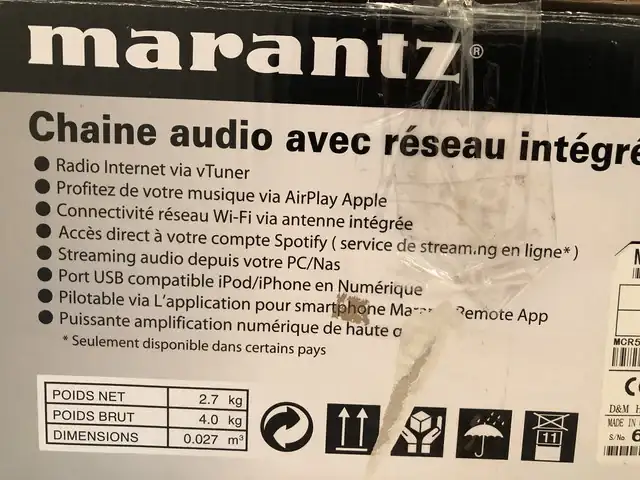 marantz®
Chaine audio avec réseau intégré
● Radio Internet via vTuner
● Profitez de votre musique via AirPlay Apple
● Connectivité réseau Wi-Fi via antenne intégrée
● Accès direct à votre compte Spotify ( service de stream.ng en ligne* )
● Streaming audio depuis votre PC/Nas
● Port USB compatible iPod/iPhone en Numérique
● Pilotable via L'application pour smartphone Remote App
● Puissante amplification numérique de haute
* Seulement disponible dans certains pays
POIDS NET 2.7 kg
POIDS BRUT 4.0 kg
DIMENSIONS 0.027 m³
11
M
MCR5
CE
D&M H
MADE IN
S/No 6